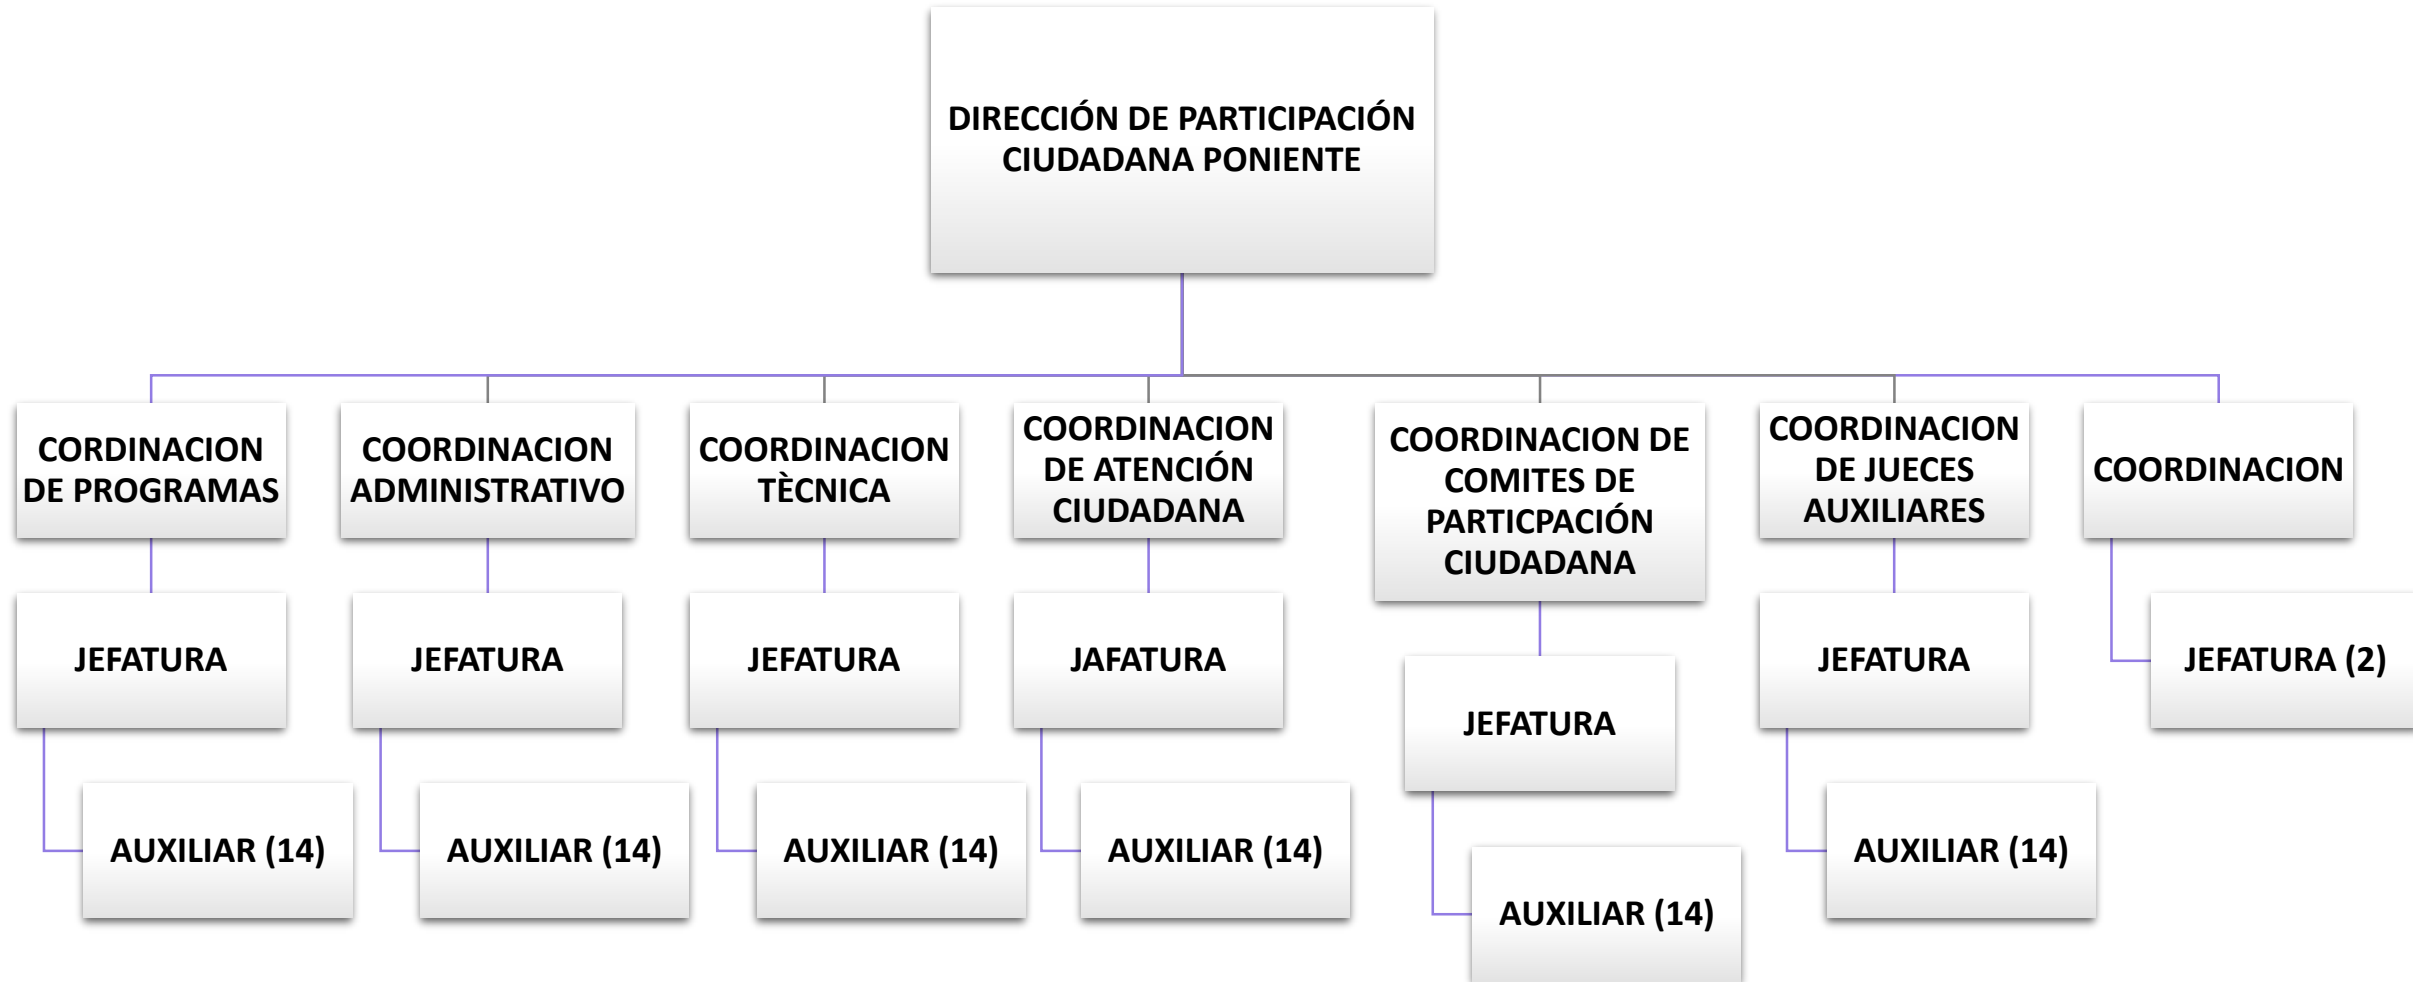 DIRECCIÓN DE PARTICIPACIÓN
CIUDADANA PONIENTE
CORDINACION
DE PROGRAMAS
COORDINACION
ADMINISTRATIVO
COORDINACION
TÈCNICA
COORDINACION
DE ATENCIÓN
CIUDADANA
COORDINACION DE
COMITES DE
PARTICPACIÓN
CIUDADANA
COORDINACION
DE JUECES
AUXILIARES
COORDINACION
JEFATURA
JEFATURA
JEFATURA
JAFATURA
JEFATURA
JEFATURA
JEFATURA (2)
AUXILIAR (14)
AUXILIAR (14)
AUXILIAR (14)
AUXILIAR (14)
AUXILIAR (14)
AUXILIAR (14)